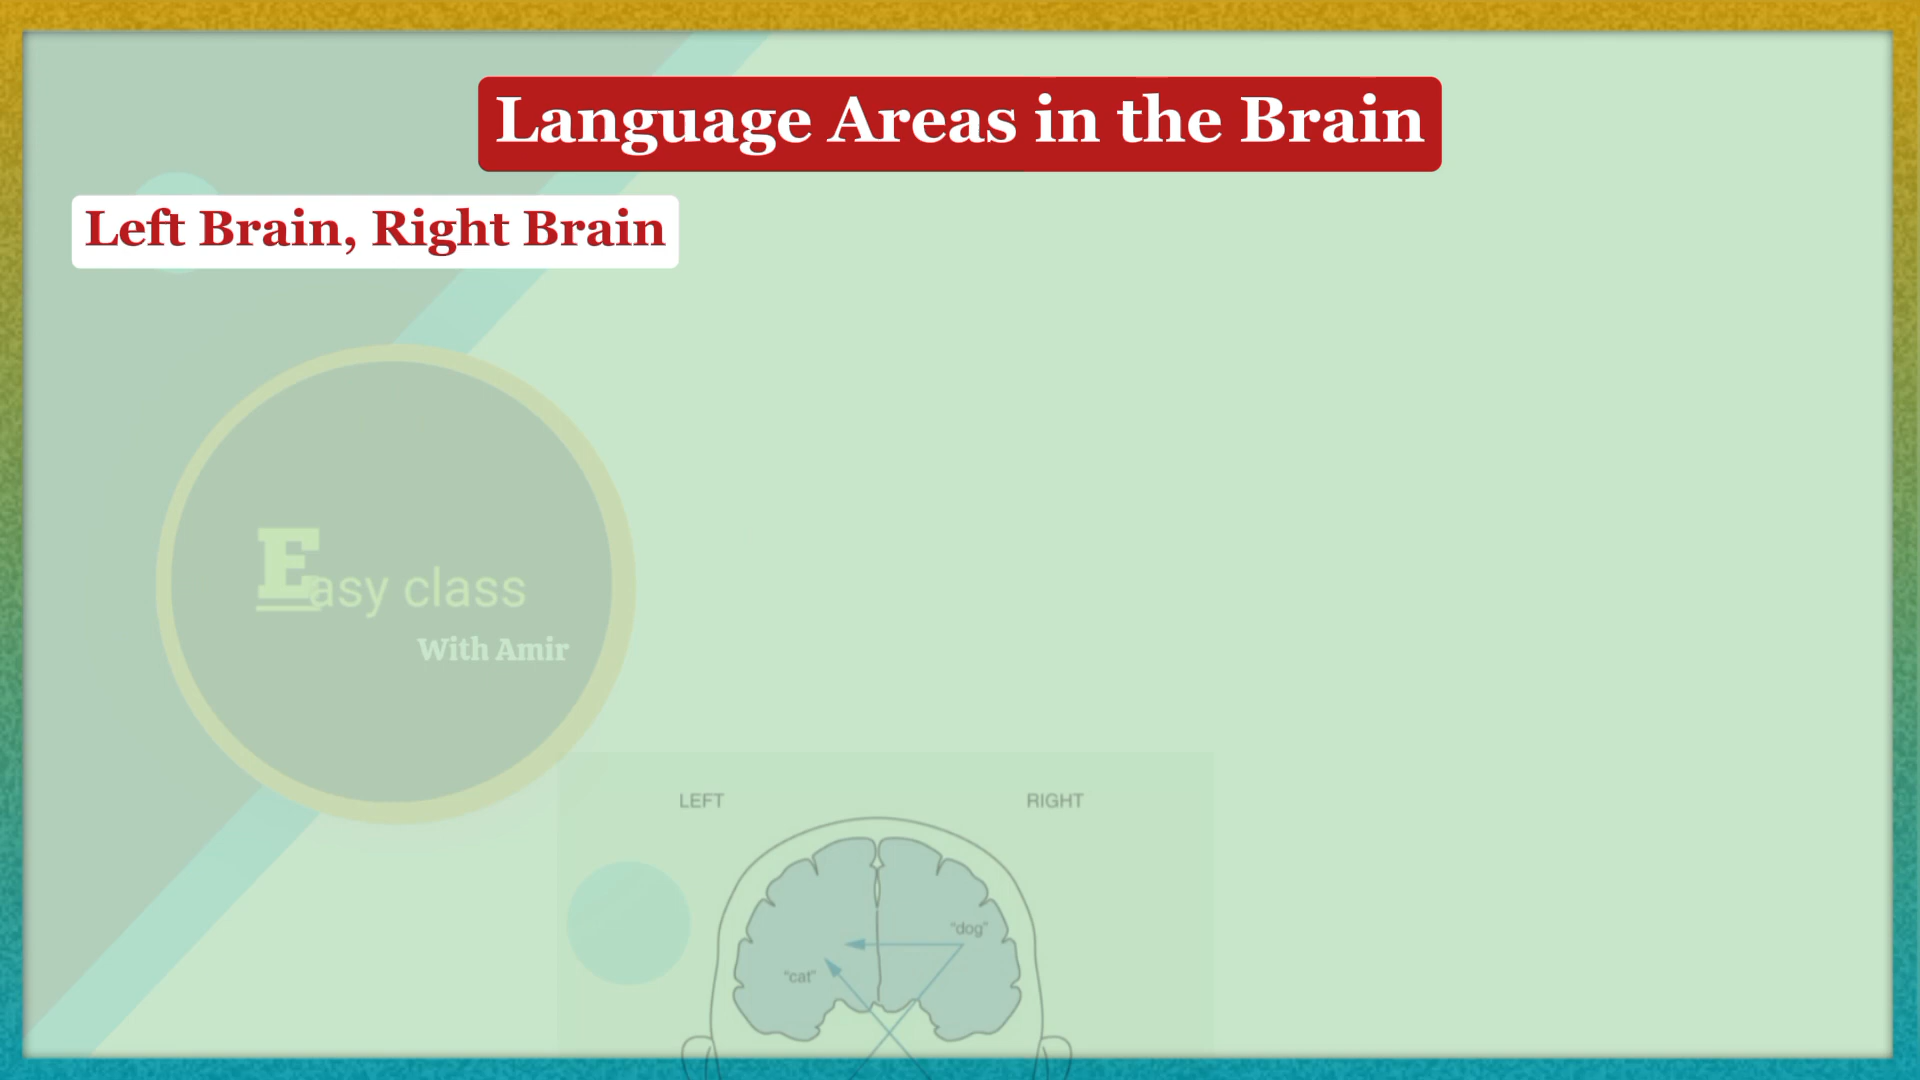 Language Areas in the Brain
Left Brain, Right Brain
Easy class
With Amir
LEFT RIGHT
"dog"
"cat"